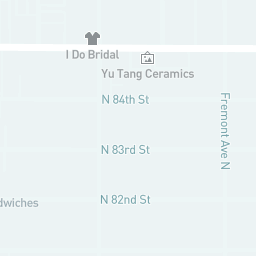 I Do Bridal
Yu Tang Ceramics
N 84th St
Fremont Ave N
N 83rd St
N 82nd St
dwiches